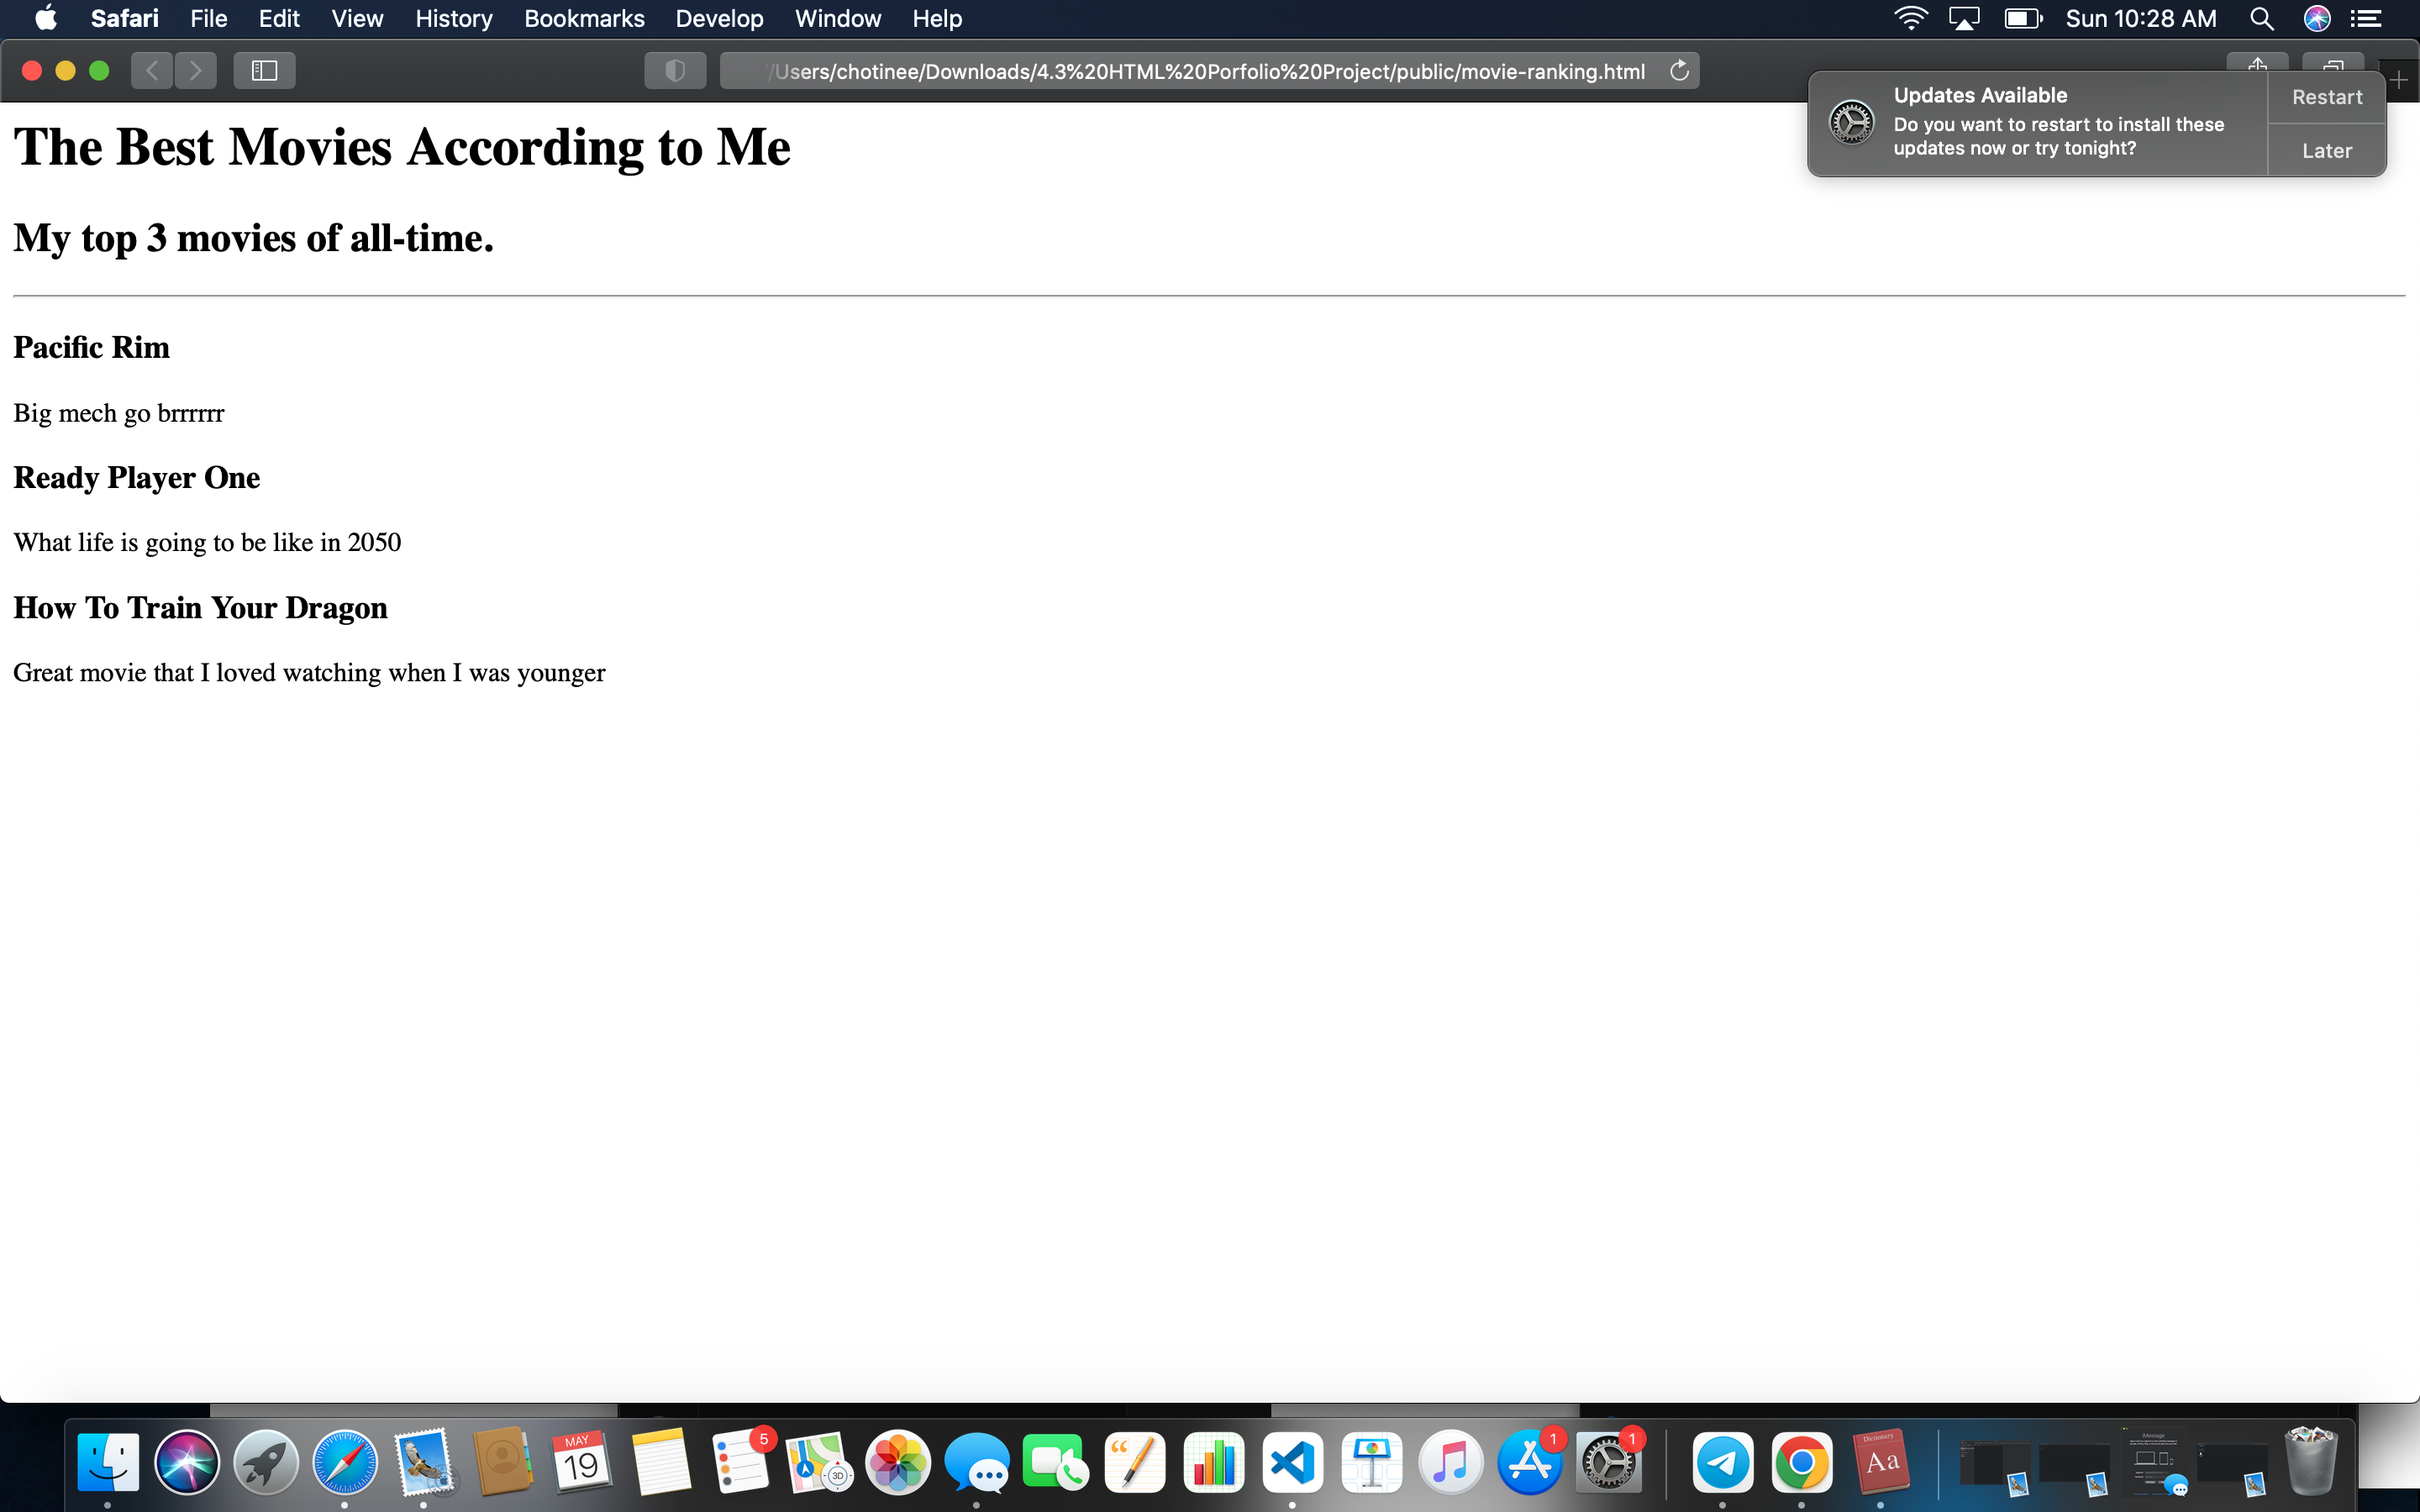 Safari File Edit View History Bookmarks Develop Window Help Sun 10:28 AM
/Users/chotinee/Downloads/4.3%20HTML%20Porfolio%20Project/public/movie-ranking.html
Updates Available
Do you want to restart to install these
updates now or try tonight?
Restart
Later
The Best Movies According to Me
My top 3 movies of all-time.
Pacific Rim
Big mech go brrrrrr
Ready Player One
What life is going to be like in 2050
How To Train Your Dragon
Great movie that I loved watching when I was younger
MAY
19
5
3D
1
1
Dictionary
Aa
iMessage